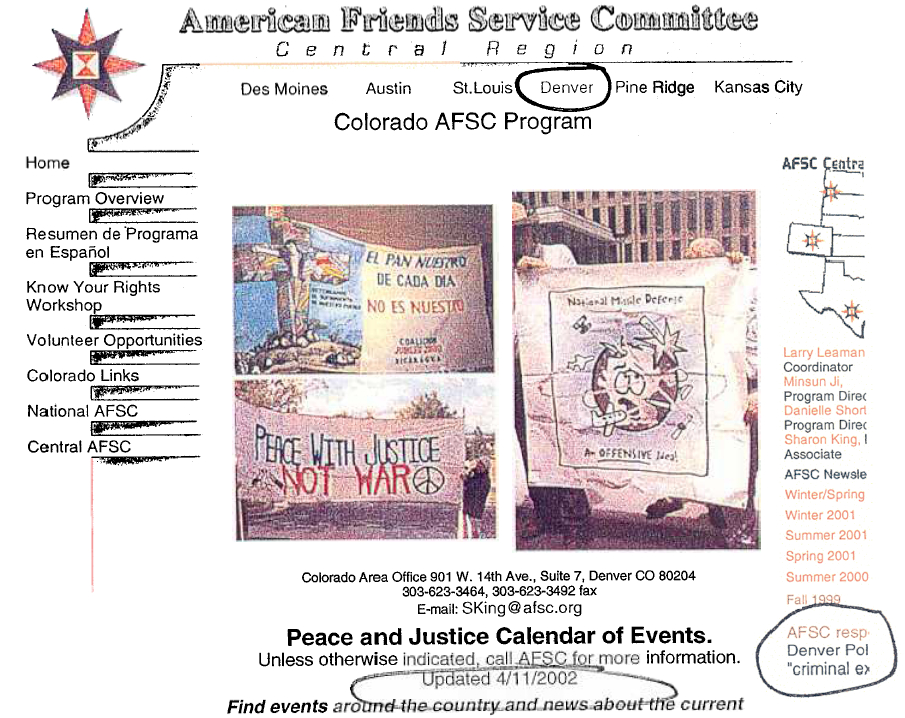 American Friends Service Committee
Central Region
Des Moines Austin St.Louis Denver Pine Ridge Kansas City
Colorado AFSC Program
Home
Program Overview
Resumen de Programa
en Español
Know Your Rights
Workshop
Volunteer Opportunities
Colorado Links
National AFSC
Central AFSC
EL PAN NUESTRO
DE CADA DIA
NO ES NUESTRO
COALICION
JUBILEO 2000
NICARAGUA
PEACE WITH JUSTICE
NOT WAR
National Missile Defense
An OFFENSIVE Idea!
AFSC Centra
Larry Leaman
Coordinator
Minsun Ji,
Program Direc
Danielle Short
Program Direc
Sharon King,
Associate
AFSC Newsle
Winter/Spring
Winter 2001
Summer 2001
Spring 2001
Summer 2000
Fall 1999
AFSC resp
Denver Pol
"criminal ex
Colorado Area Office 901 W. 14th Ave., Suite 7, Denver CO 80204
303-623-3464, 303-623-3492 fax
E-mail: SKing@afsc.org
Peace and Justice Calendar of Events.
Unless otherwise indicated, call AFSC for more information.
Updated 4/11/2002
Find events around the country and news about the current